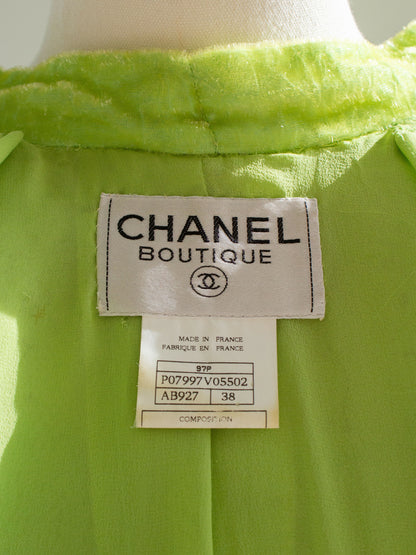 CHANEL
BOUTIQUE
MADE IN FRANCE
FABRIQUE EN FRANCE
97P
P07997V05502
AB927 38
COMPOSITION